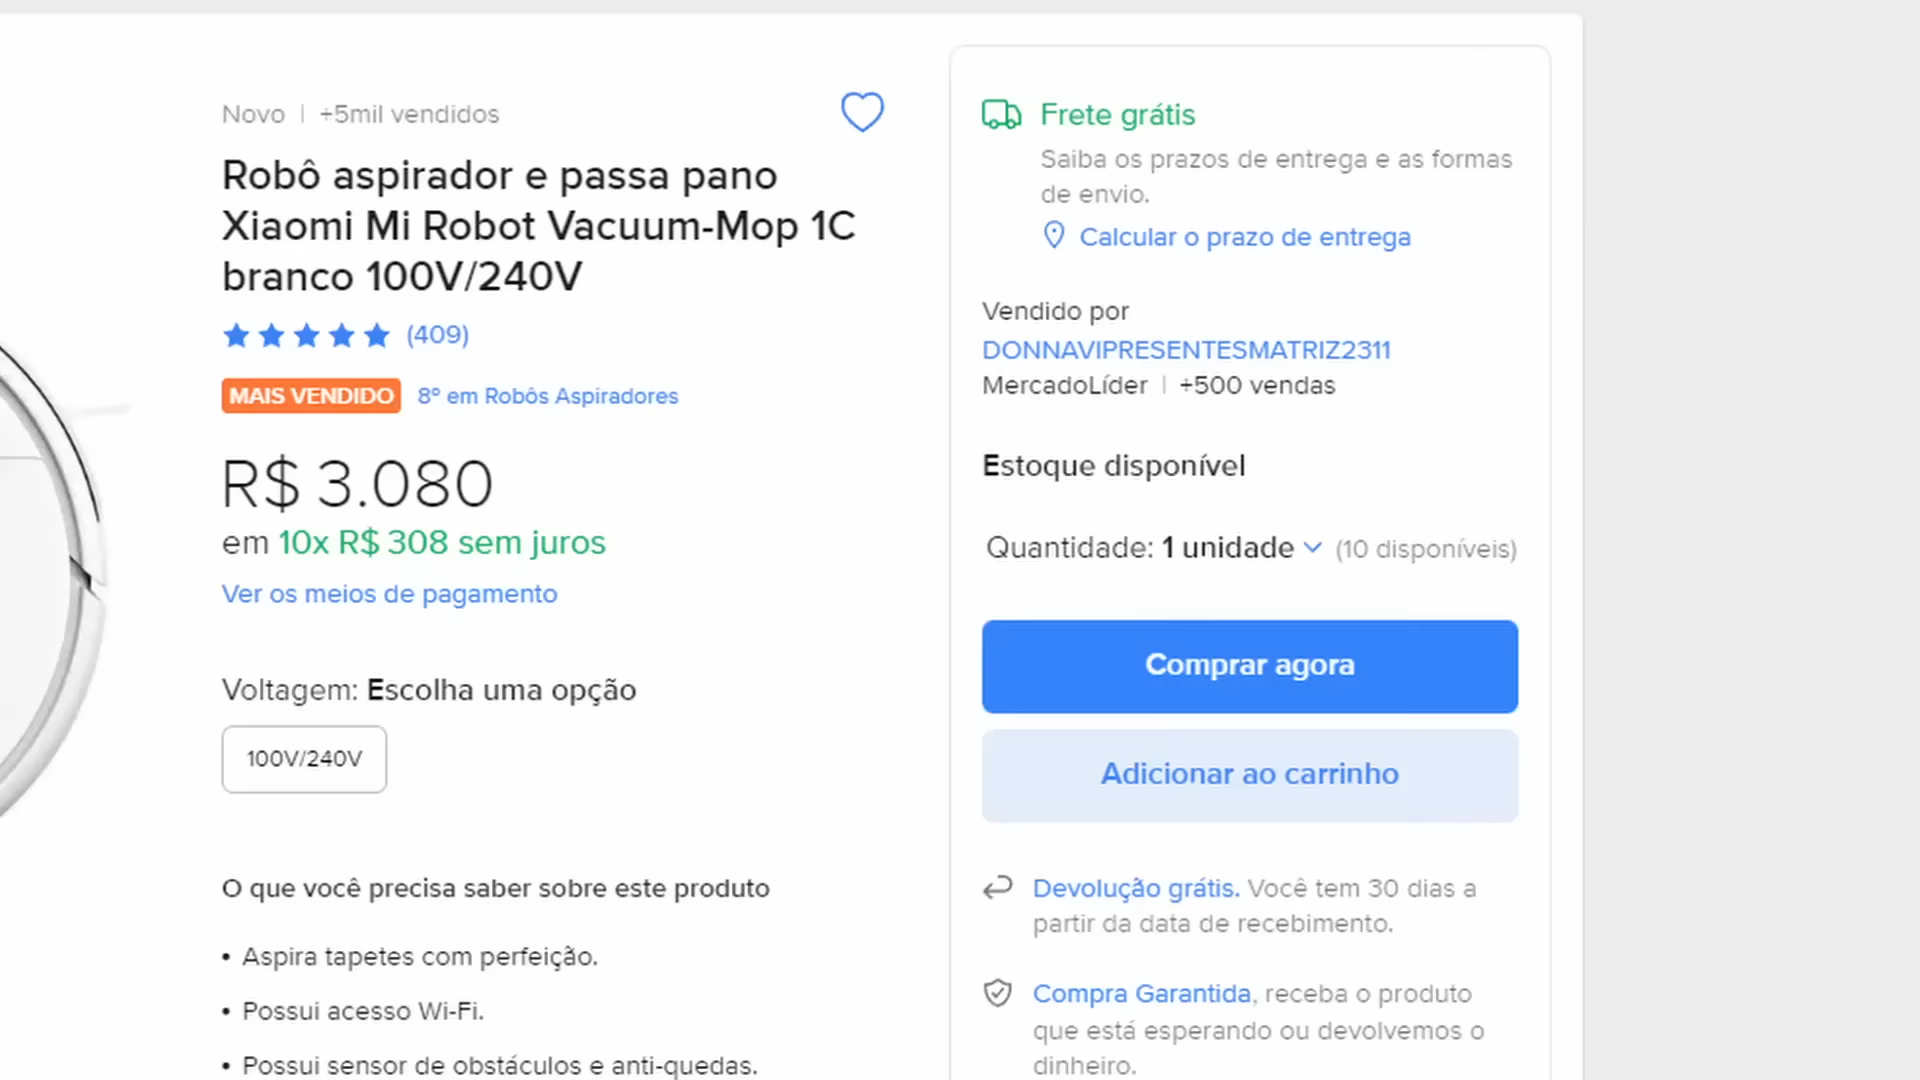 Novo | +5mil vendidos
Robô aspirador e passa pano
Xiaomi Mi Robot Vacuum-Mop 1C
branco 100V/240V
(409)
MAIS VENDIDO 8º em Robôs Aspiradores
R$ 3.080
em 10x R$ 308 sem juros
Ver os meios de pagamento
Voltagem: Escolha uma opção
100V/240V
O que você precisa saber sobre este produto
• Aspira tapetes com perfeição.
• Possui acesso Wi-Fi.
• Possui sensor de obstáculos e anti-quedas.
Frete grátis
Saiba os prazos de entrega e as formas
de envio.
Calcular o prazo de entrega
Vendido por
DONNAVIPRESENTESMATRIZ2311
MercadoLíder | +500 vendas
Estoque disponível
Quantidade: 1 unidade (10 disponíveis)
Comprar agora
Adicionar ao carrinho
Devolução grátis. Você tem 30 dias a
partir da data de recebimento.
Compra Garantida, receba o produto
que está esperando ou devolvemos o
dinheiro.